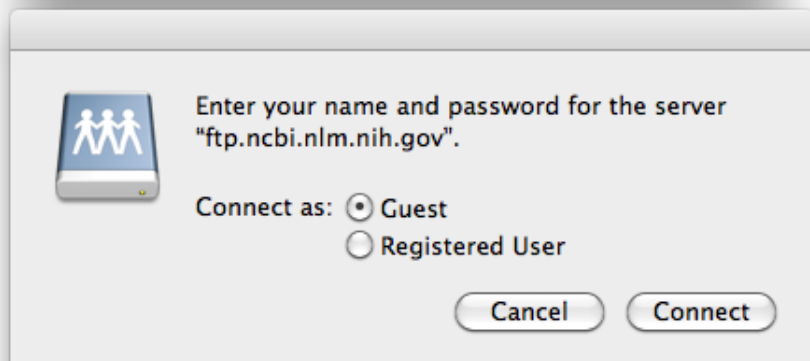 Enter your name and password for the server
“ftp.ncbi.nlm.nih.gov”.
Connect as: Guest
Registered User
Cancel Connect